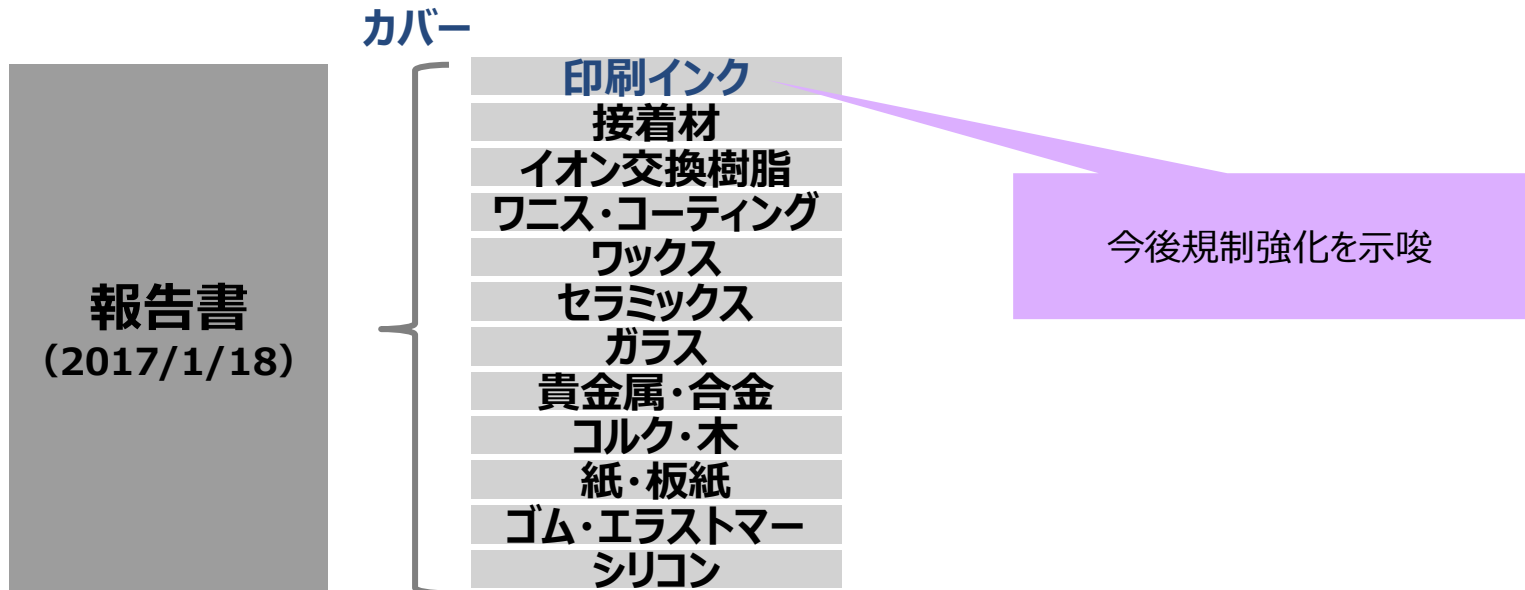 カバー
報告書
（2017/1/18）
印刷インク
接着材
イオン交換樹脂
ワニス・コーティング
ワックス
セラミックス
ガラス
貴金属・合金
コルク・木
紙・板紙
ゴム・エラストマー
シリコン
今後規制強化を示唆